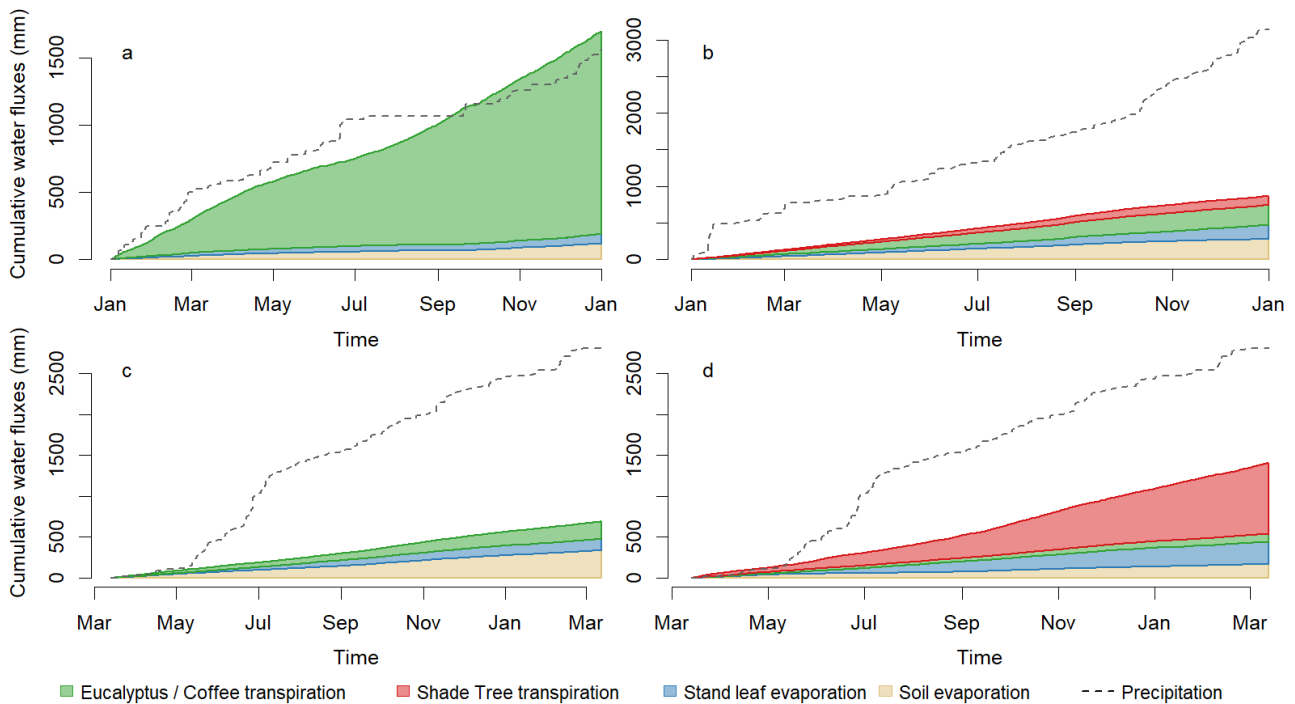 a
Cumulative water fluxes (mm)
0 500 1000 1500
Jan Mar May Jul Sep Nov Jan
Time
b
0 1000 2000 3000
Jan Mar May Jul Sep Nov Jan
Time
c
Cumulative water fluxes (mm)
0 500 1500 2500
Mar May Jul Sep Nov Jan Mar
Time
d
0 500 1500 2500
Mar May Jul Sep Nov Jan Mar
Time
Eucalyptus / Coffee transpiration Shade Tree transpiration Stand leaf evaporation Soil evaporation Precipitation